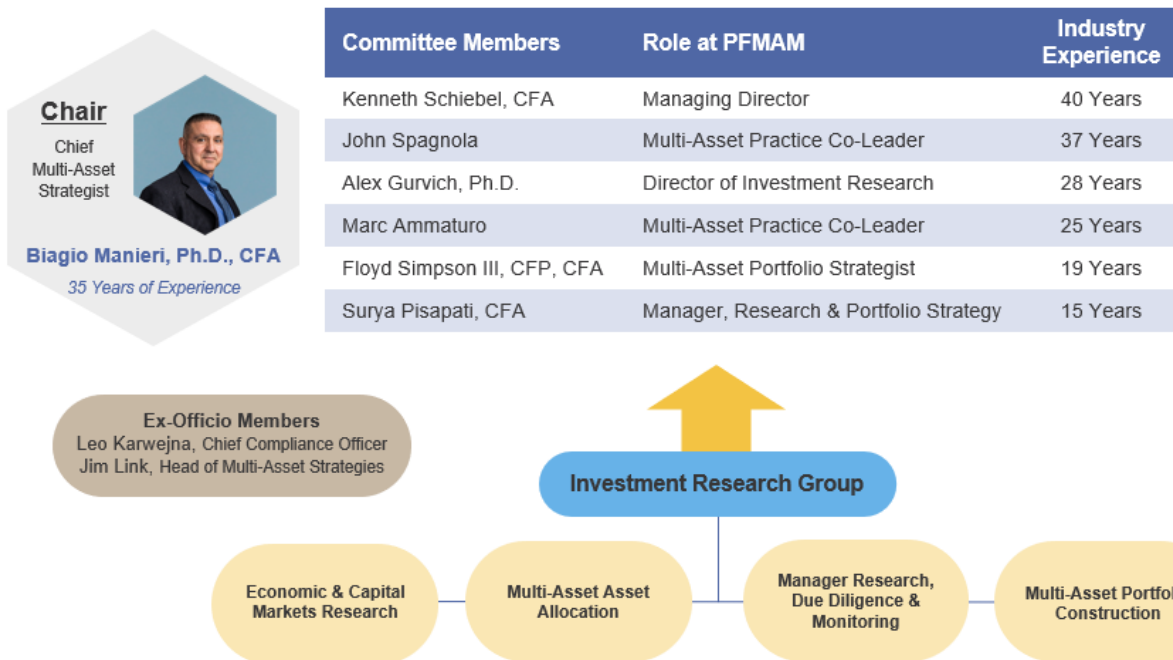 Chair
Chief
Multi-Asset
Strategist
Biagio Manieri, Ph.D., CFA
35 Years of Experience
Committee Members Role at PFMAM Industry Experience
Kenneth Schiebel, CFA Managing Director 40 Years
John Spagnola Multi-Asset Practice Co-Leader 37 Years
Alex Gurvich, Ph.D. Director of Investment Research 28 Years
Marc Ammaturo Multi-Asset Practice Co-Leader 25 Years
Floyd Simpson III, CFP, CFA Multi-Asset Portfolio Strategist 19 Years
Surya Pisapati, CFA Manager, Research & Portfolio Strategy 15 Years
Ex-Officio Members
Leo Karwejna, Chief Compliance Officer
Jim Link, Head of Multi-Asset Strategies
Investment Research Group
Economic & Capital
Markets Research
Multi-Asset Asset
Allocation
Manager Research,
Due Diligence &
Monitoring
Multi-Asset
Construction